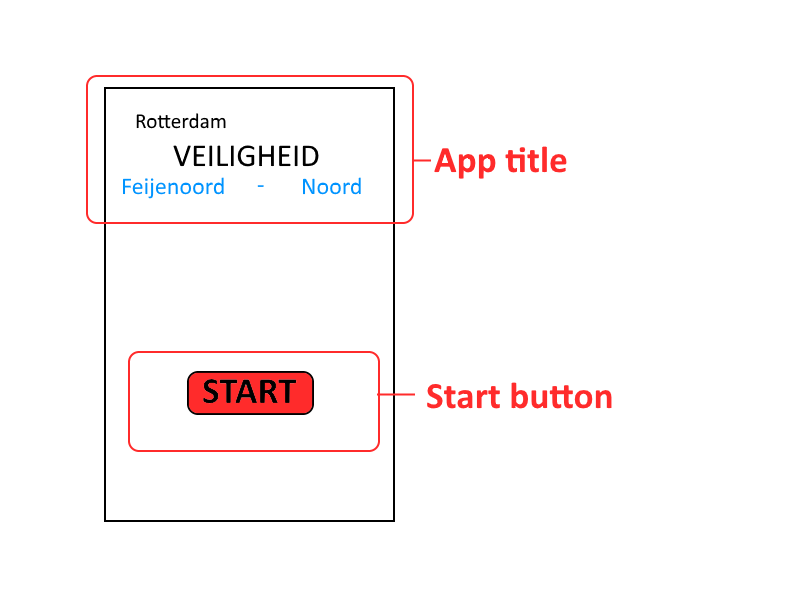 Rotterdam
VEILIGHEID
Feijenoord - Noord
App title
START
Start button